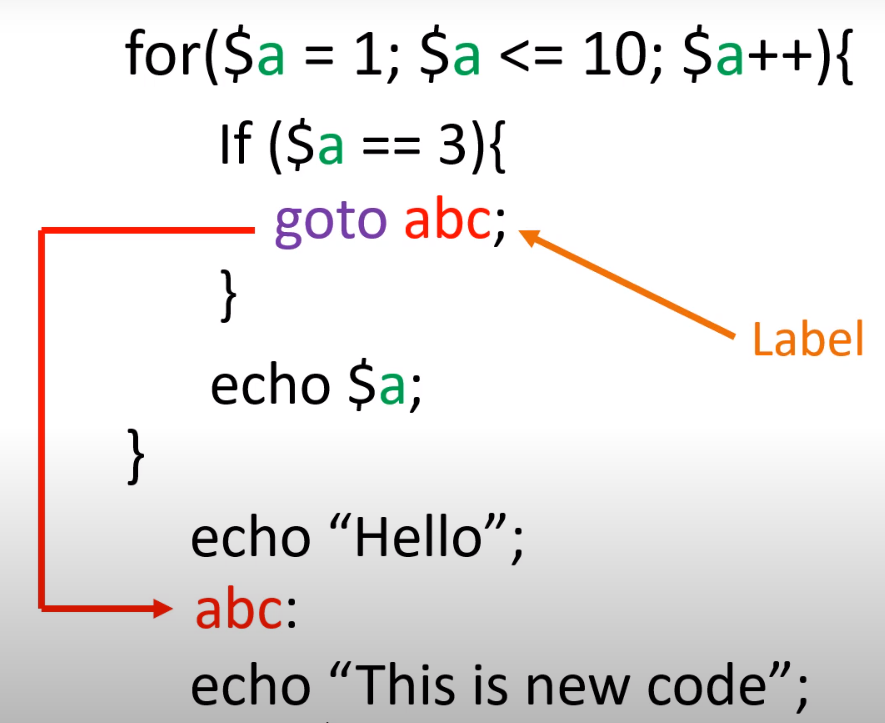 for($a = 1; $a <= 10; $a++){
If ($a == 3){
goto abc;
}
Label
echo $a;
}
echo “Hello”;
abc:
echo “This is new code”;